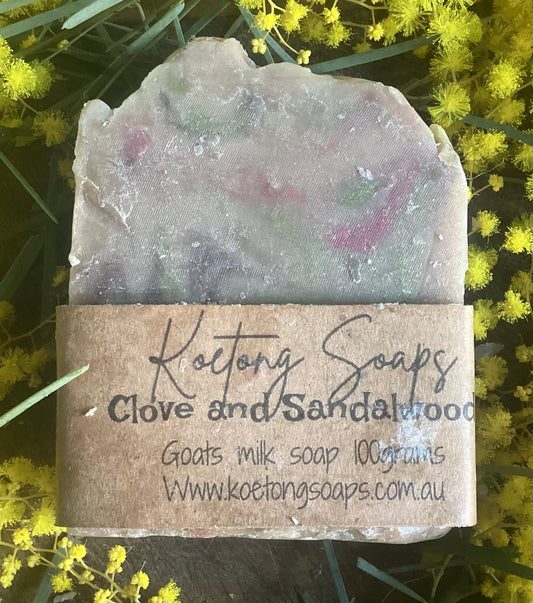 Koetong Soaps
Clove and Sandalwood
Goats milk soap 100grams
Www.koetongsoaps.com.au